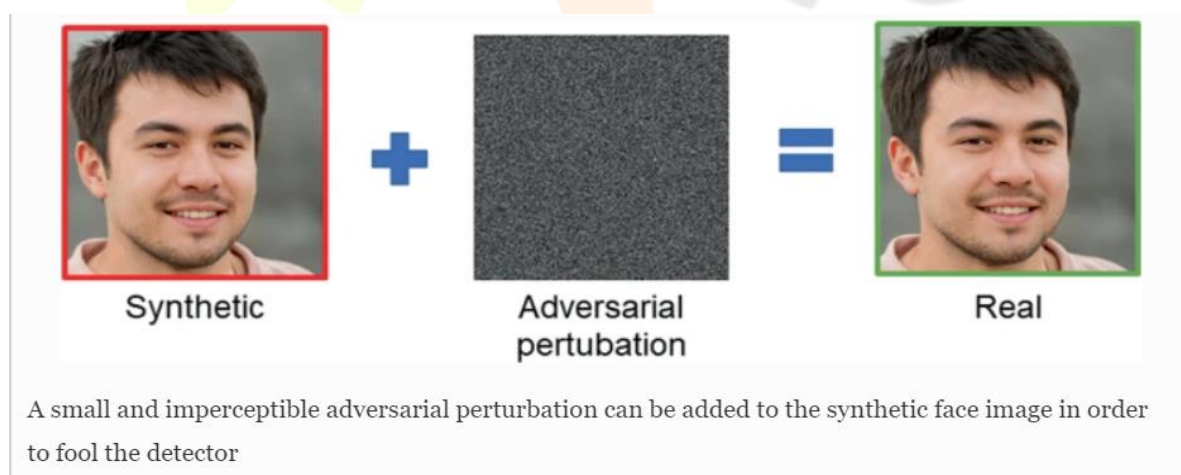 Synthetic
Adversarial
pertubation
Real
A small and imperceptible adversarial perturbation can be added to the synthetic face image in order
to fool the detector